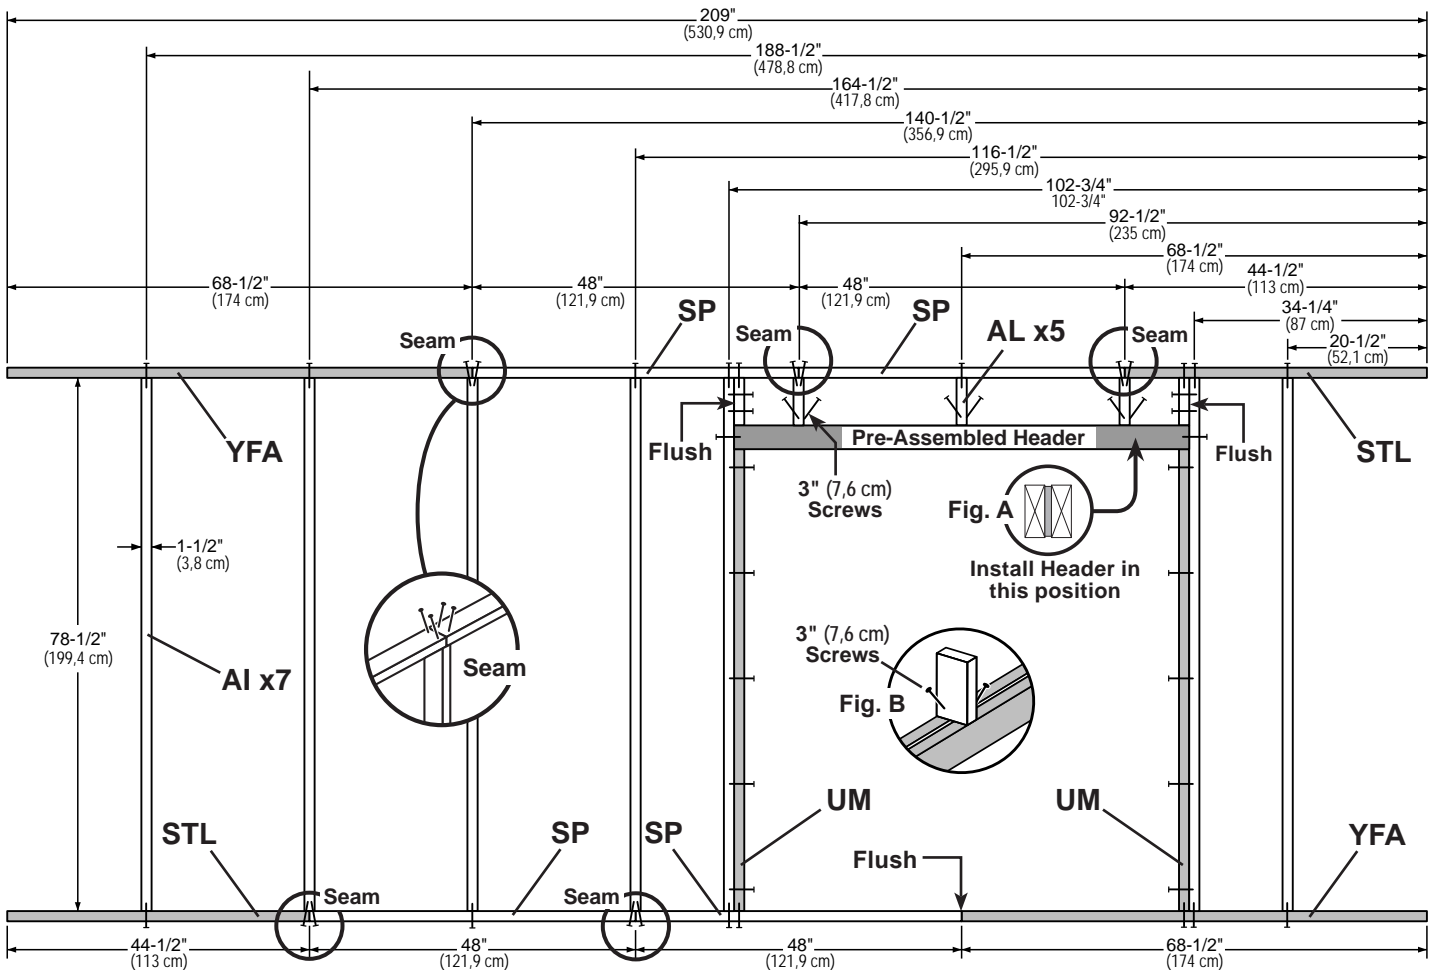 209"
(530,9 cm)
188-1/2"
(478,8 cm)
164-1/2"
(417,8 cm)
140-1/2"
(356,9 cm)
116-1/2"
(295,9 cm)
102-3/4"
102-3/4"
92-1/2"
(235 cm)
68-1/2"
(174 cm)
68-1/2"
(174 cm)
48"
(121,9 cm)
48"
(121,9 cm)
44-1/2"
(113 cm)
34-1/4"
(87 cm)
20-1/2"
(52,1 cm)
SP
SP
AL x5
Seam
Seam
Seam
YFA
Flush
Pre-Assembled Header
Flush
STL
3" (7,6 cm)
Screws
Fig. A
Install Header in
this position
1-1/2"
(3,8 cm)
78-1/2"
(199,4 cm)
AI x7
Seam
3" (7,6 cm)
Screws
Fig. B
UM
UM
STL
SP
SP
Flush
YFA
Seam
Seam
44-1/2"
(113 cm)
48"
(121,9 cm)
48"
(121,9 cm)
68-1/2"
(174 cm)